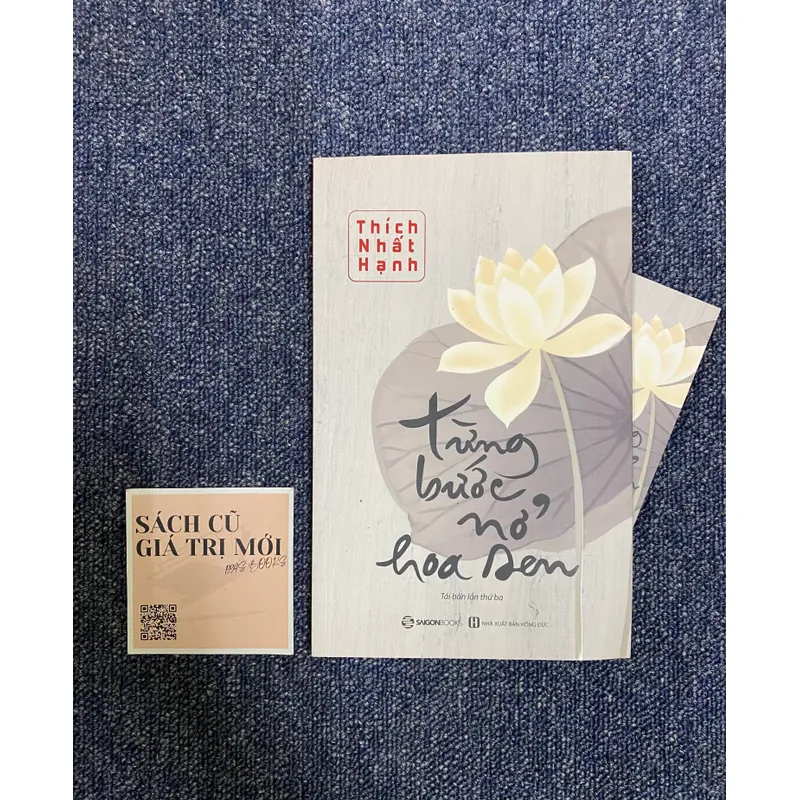 Thích
Nhất
Hạnh
từng
bước
nở
hoa sen
Tái bản lần thứ ba
SAIGONBOOKS
NHÀ XUẤT BẢN HỒNG ĐỨC
SÁCH CŨ
GIÁ TRỊ MỚI